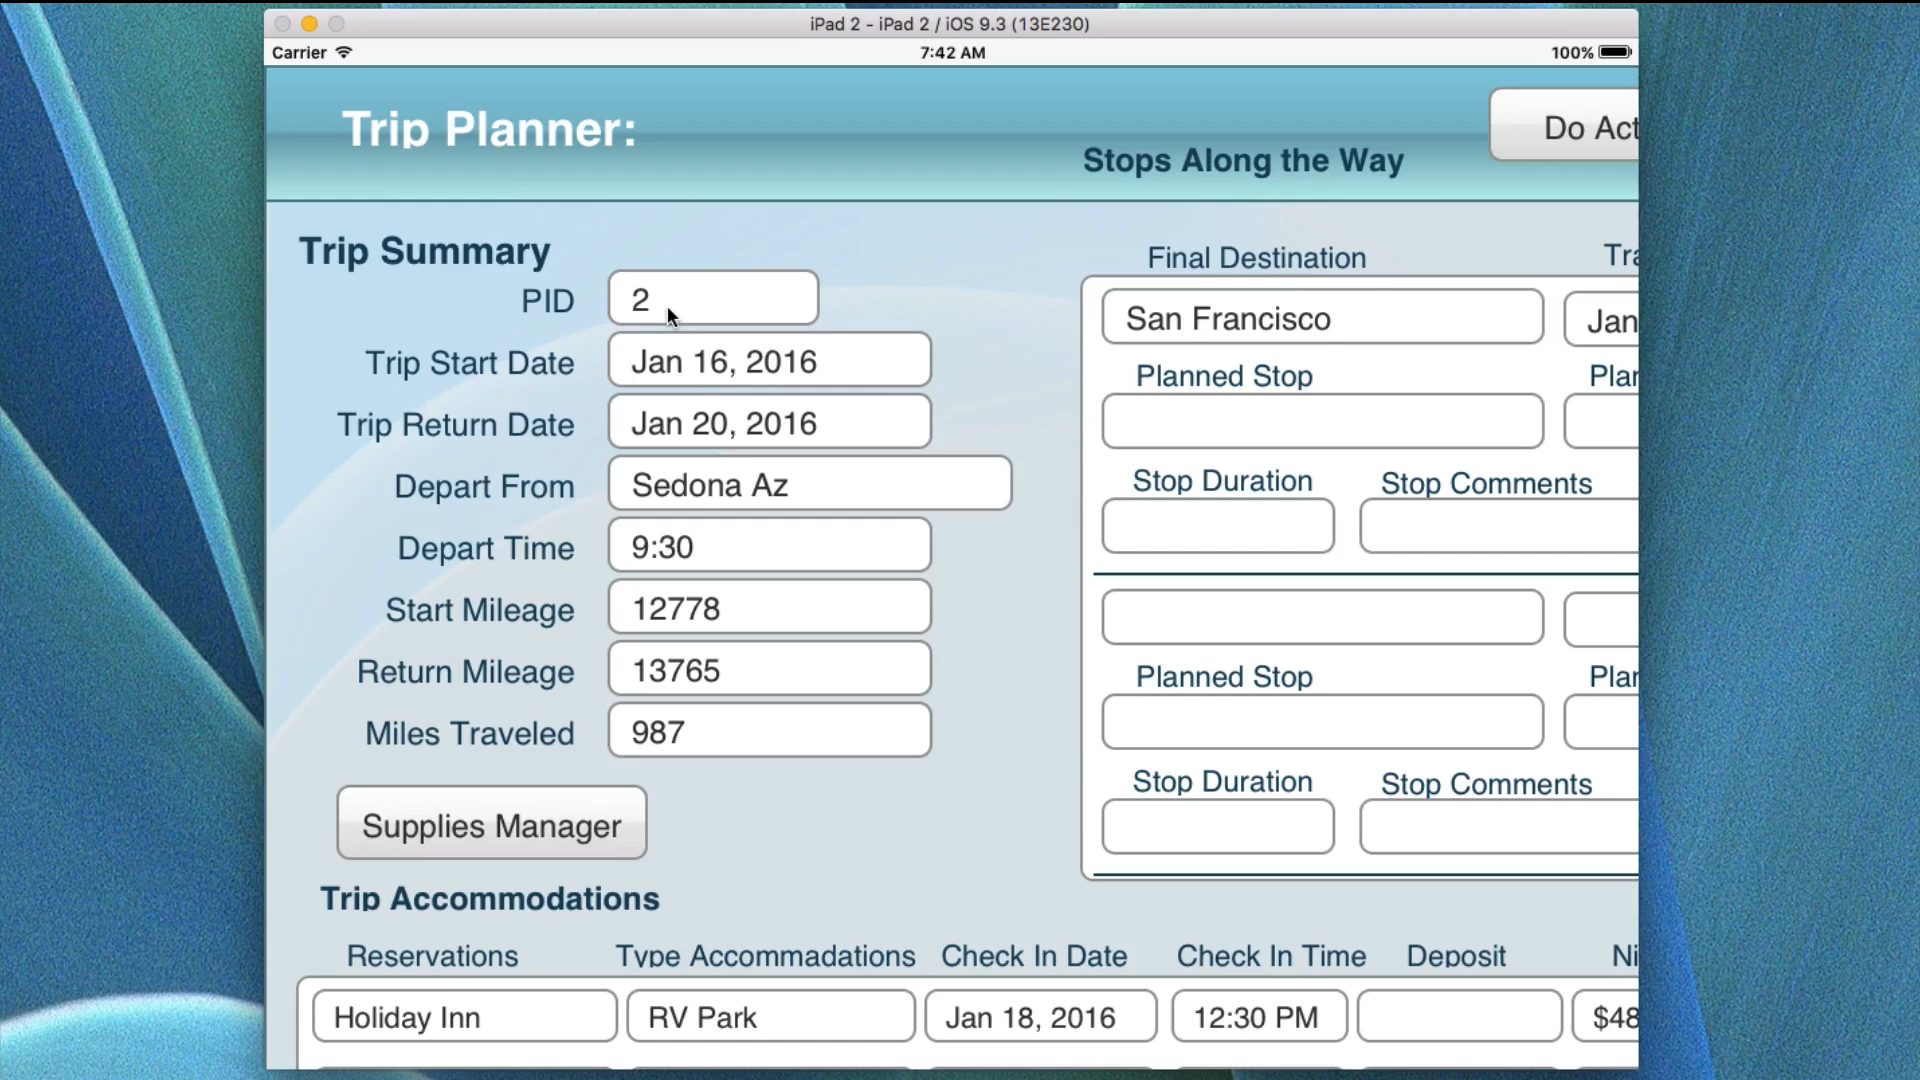 iPad 2 - iPad 2 / iOS 9.3 (13E230)
Carrier 7:42 AM 100%
Trip Planner:
Do Act
Stops Along the Way
Trip Summary
PID 2
Trip Start Date Jan 16, 2016
Trip Return Date Jan 20, 2016
Depart From Sedona Az
Depart Time 9:30
Start Mileage 12778
Return Mileage 13765
Miles Traveled 987
Supplies Manager
Final Destination Tra
San Francisco Jan
Planned Stop Plan
Stop Duration Stop Comments
Planned Stop Plan
Stop Duration Stop Comments
Trip Accommodations
Reservations Type Accommadations Check In Date Check In Time Deposit Ni
Holiday Inn RV Park Jan 18, 2016 12:30 PM $48